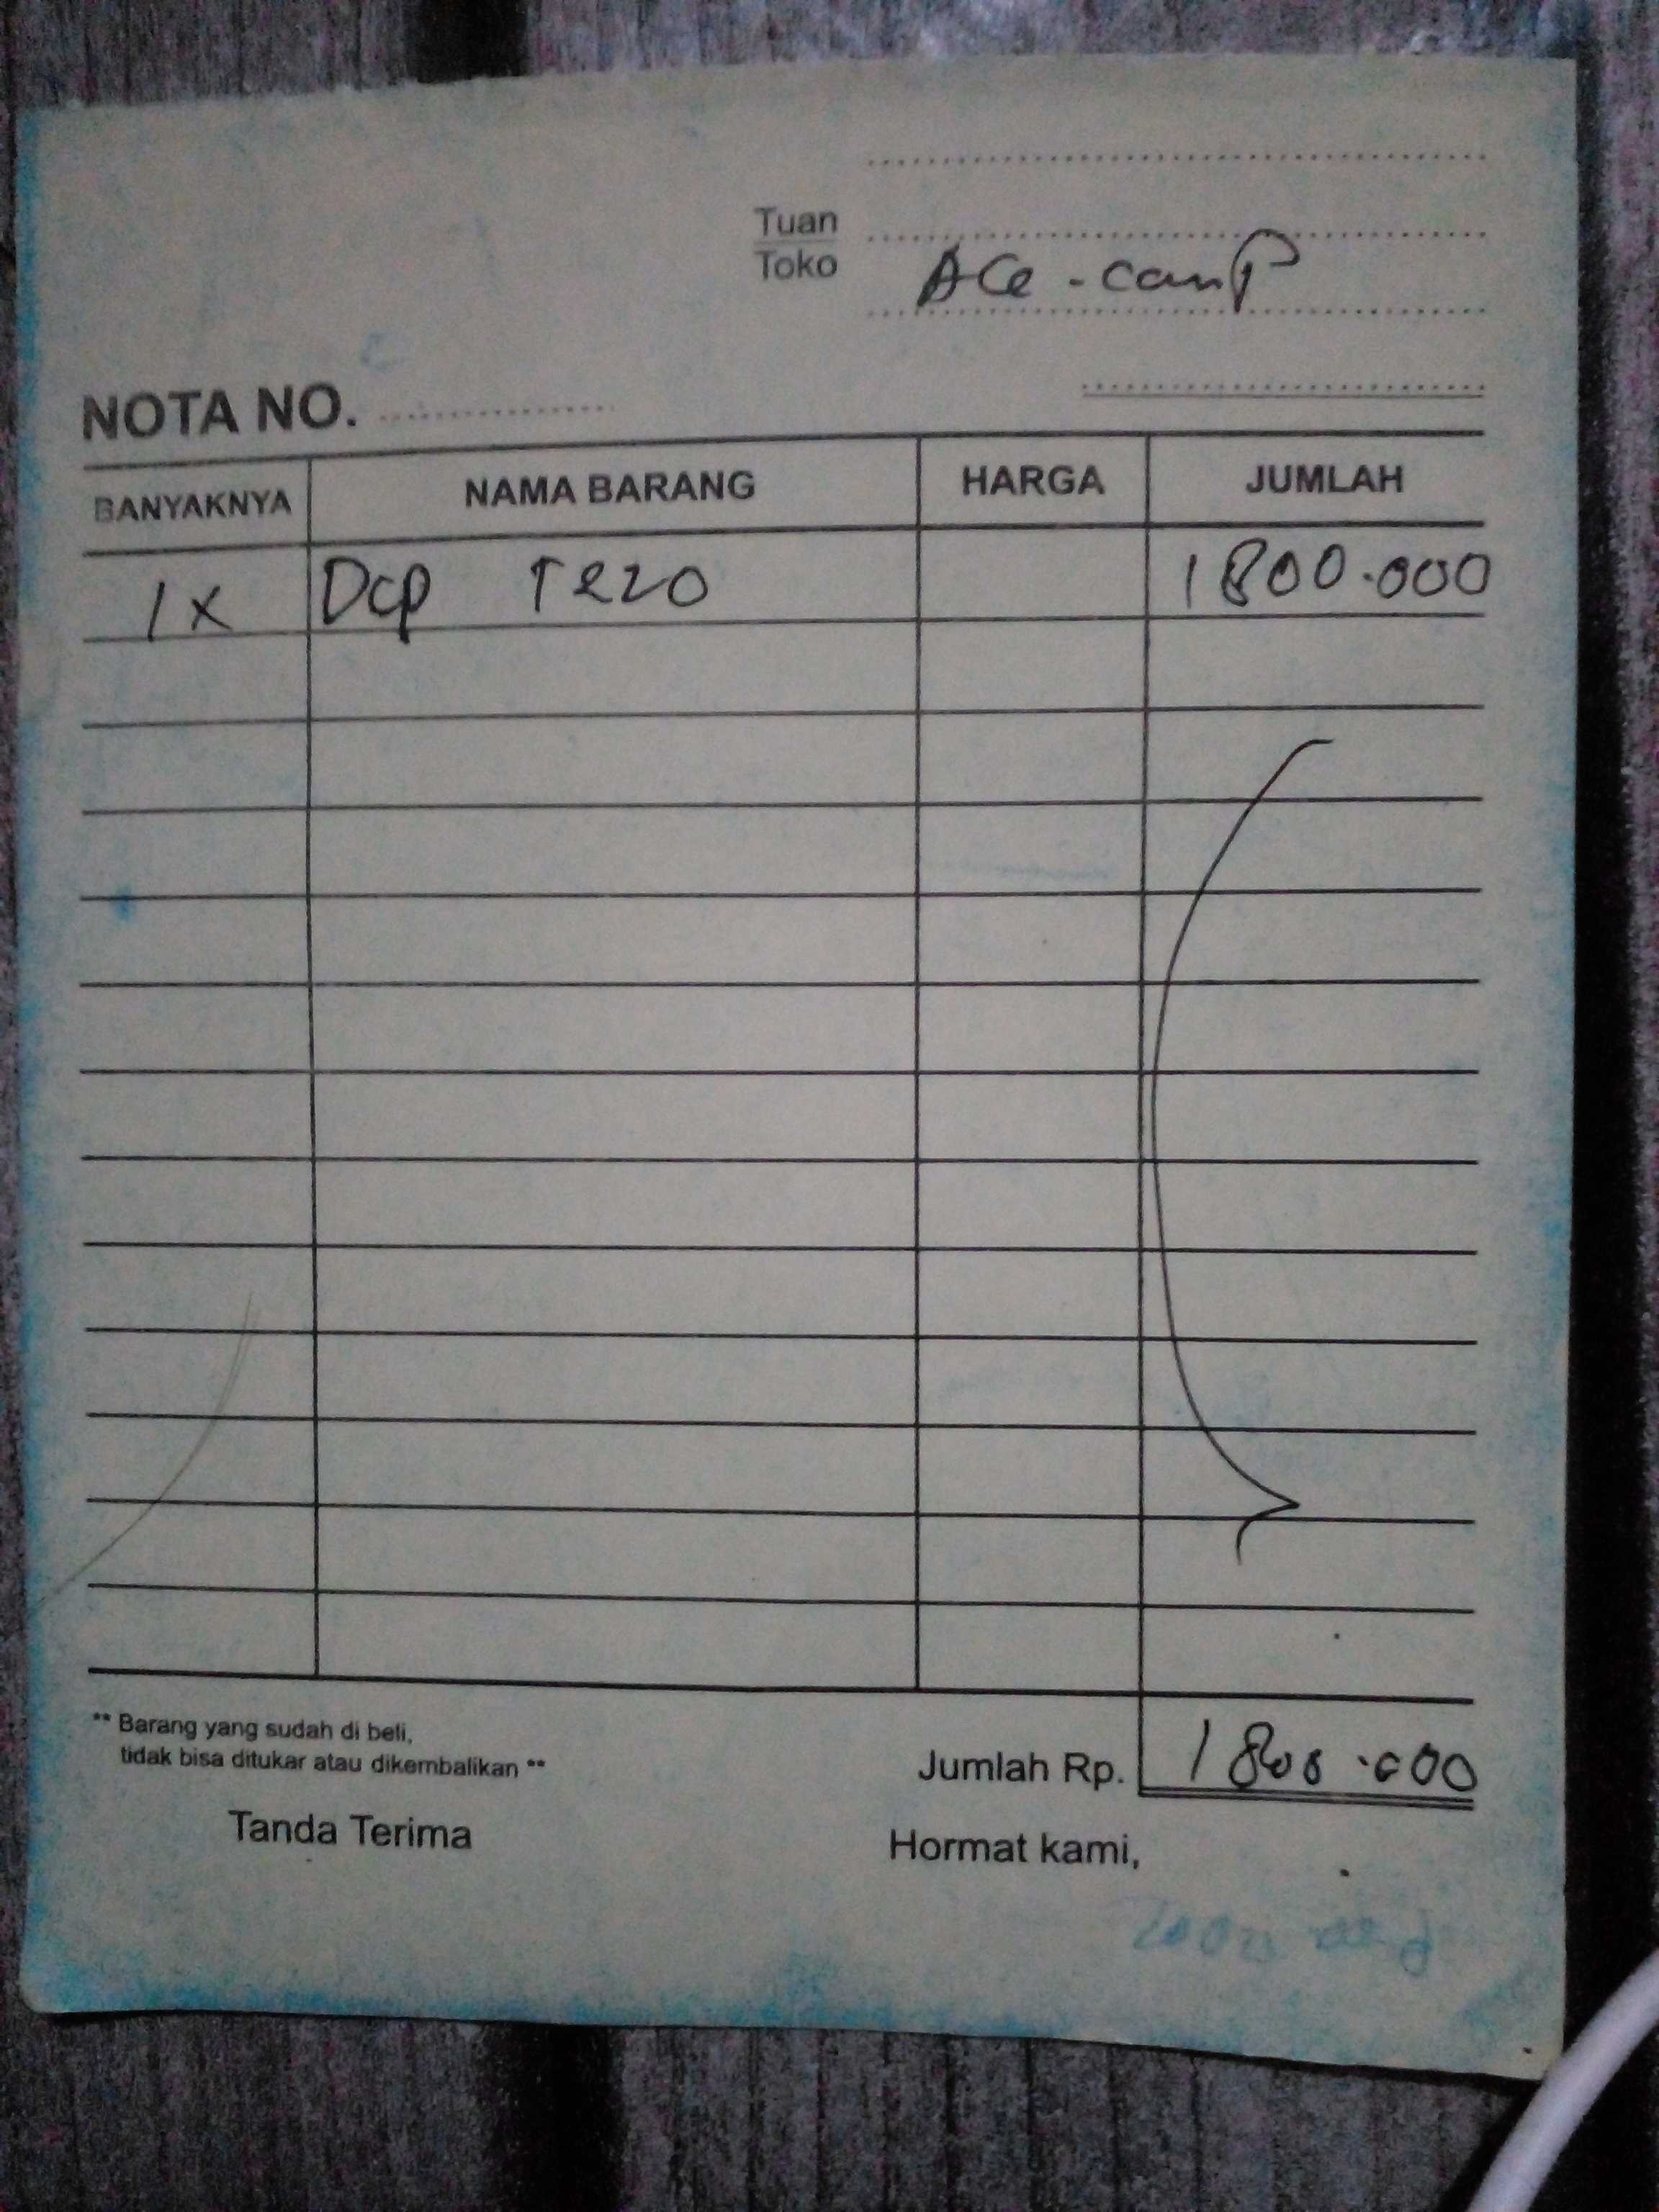 Tuan
Toko
Ace-camp
NOTA NO.
BANYAKNYA NAMA BARANG HARGA JUMLAH
1x Dcp T220 1800.000
** Barang yang sudah di beli,
tidak bisa ditukar atau dikembalikan **
Jumlah Rp. 1800.000
Tanda Terima
Hormat kami,